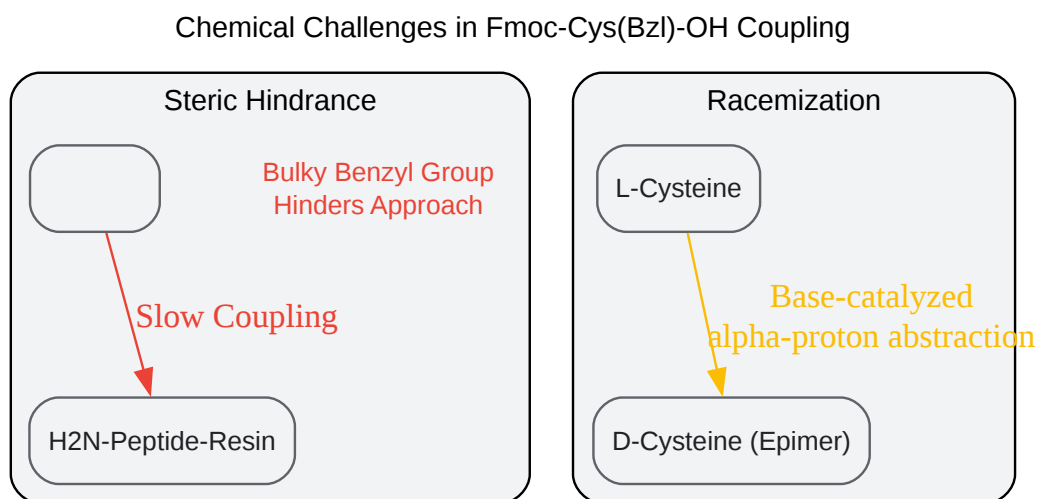 Chemical Challenges in Fmoc-Cys(Bzl)-OH Coupling
Steric Hindrance
Bulky Benzyl Group
Hinders Approach
Slow Coupling
H2N-Peptide-Resin
Racemization
L-Cysteine
Base-catalyzed
alpha-proton abstraction
D-Cysteine (Epimer)